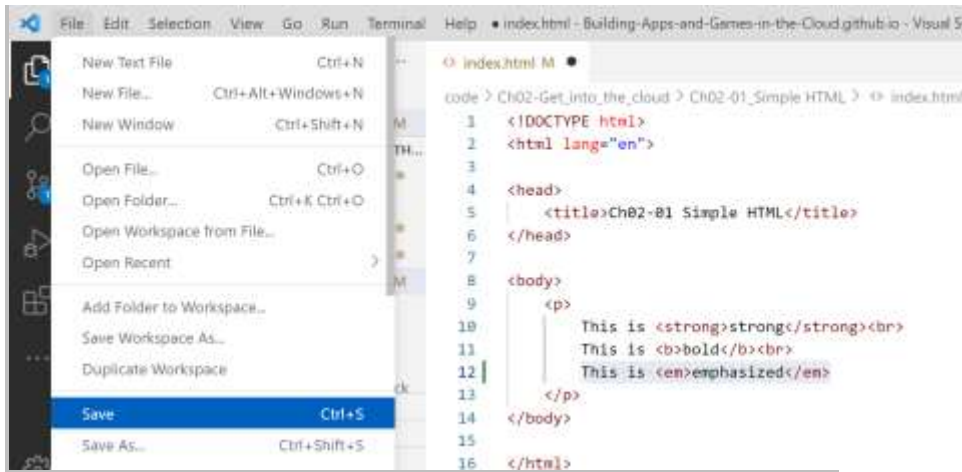 File Edit Selection View Go Run Terminal Help ● index.html - Building-Apps-and-Games-in-the-Cloud.github.io - Visual S
New Text File Ctrl+N
New File... Ctrl+Alt+Windows+N
New Window Ctrl+Shift+N
Open File... Ctrl+O
Open Folder... Ctrl+K Ctrl+O
Open Workspace from File...
Open Recent
Add Folder to Workspace...
Save Workspace As...
Duplicate Workspace
Save Ctrl+S
Save As... Ctrl+Shift+S
M
TH...
M
ck
index.html M ●
code > Ch02-Get_into_the_cloud > Ch02-01_Simple HTML > index.html
1 <!DOCTYPE html>
2 <html lang="en">
3
4 <head>
5 <title>Ch02-01 Simple HTML</title>
6 </head>
7
8 <body>
9 <p>
10 This is <strong>strong</strong><br>
11 This is <b>bold</b><br>
12 This is <em>emphasized</em>
13 </p>
14 </body>
15
16 </html>